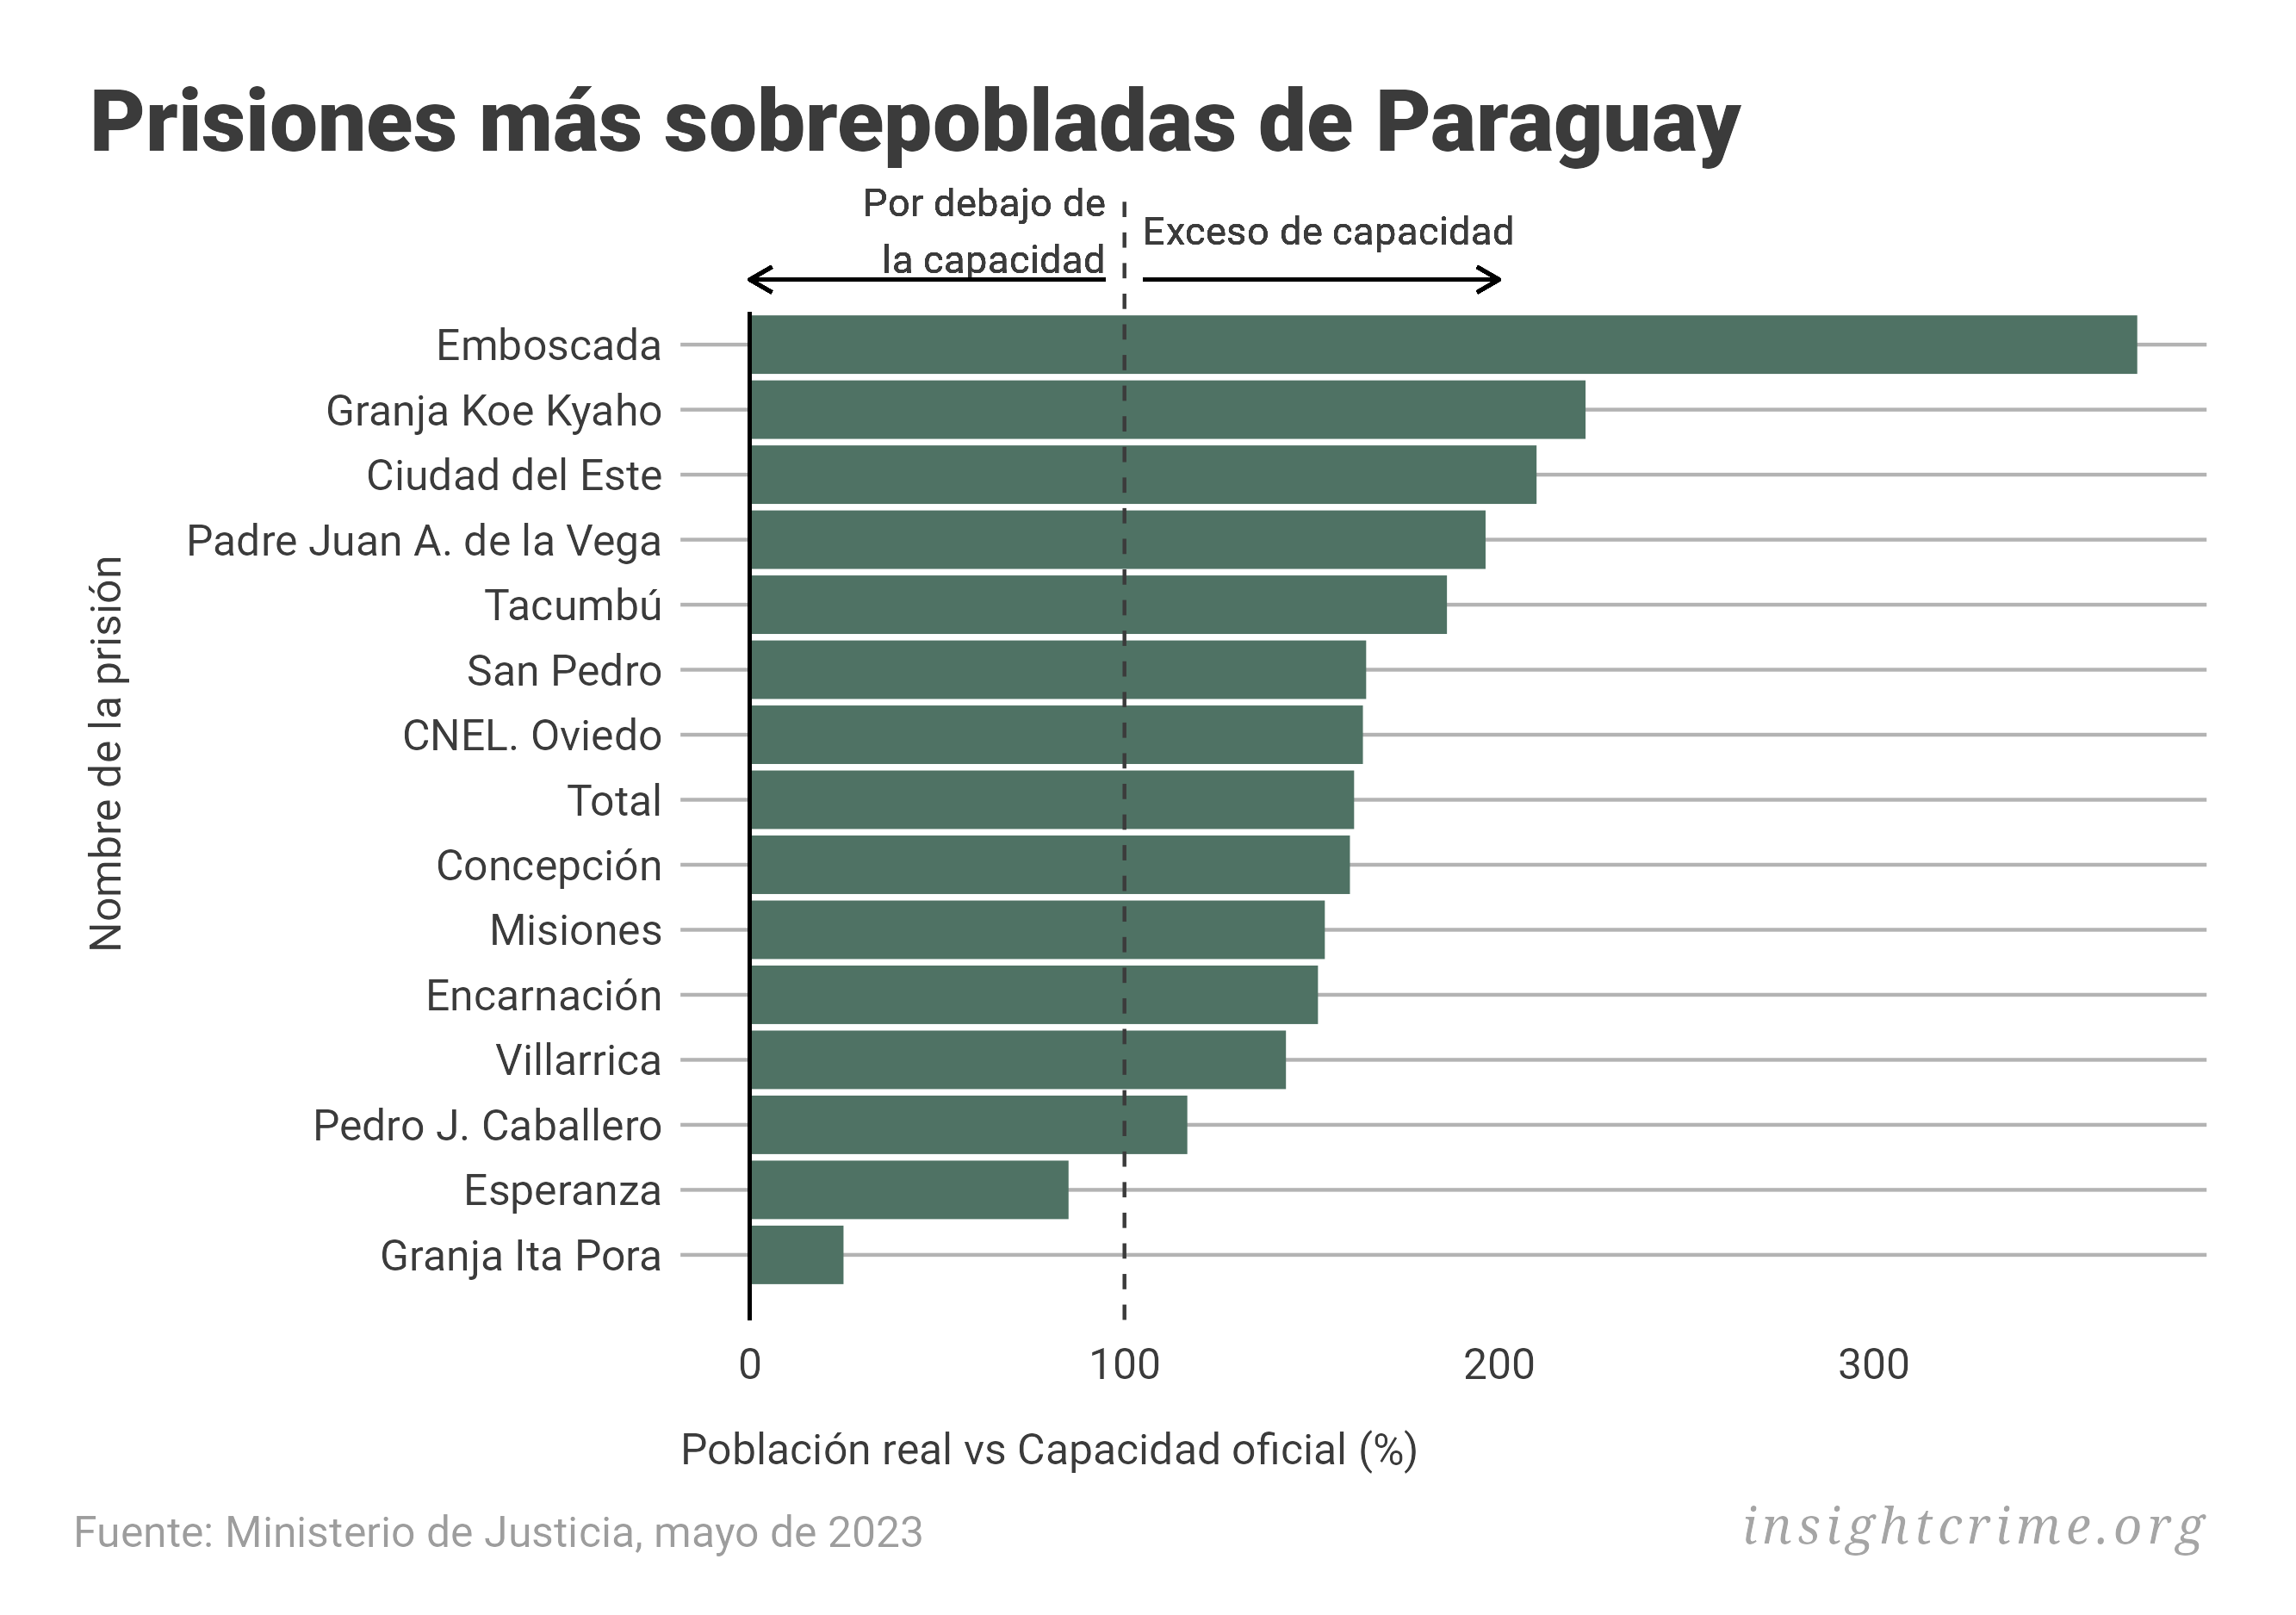 Prisiones más sobrepobladas de Paraguay
Por debajo de
la capacidad
Exceso de capacidad
Nombre de la prisión
Emboscada
Granja Koe Kyaho
Ciudad del Este
Padre Juan A. de la Vega
Tacumbú
San Pedro
CNEL. Oviedo
Total
Concepción
Misiones
Encarnación
Villarrica
Pedro J. Caballero
Esperanza
Granja Ita Pora
0 100 200 300
Población real vs Capacidad oficial (%)
Fuente: Ministerio de Justicia, mayo de 2023
insightcrime.org